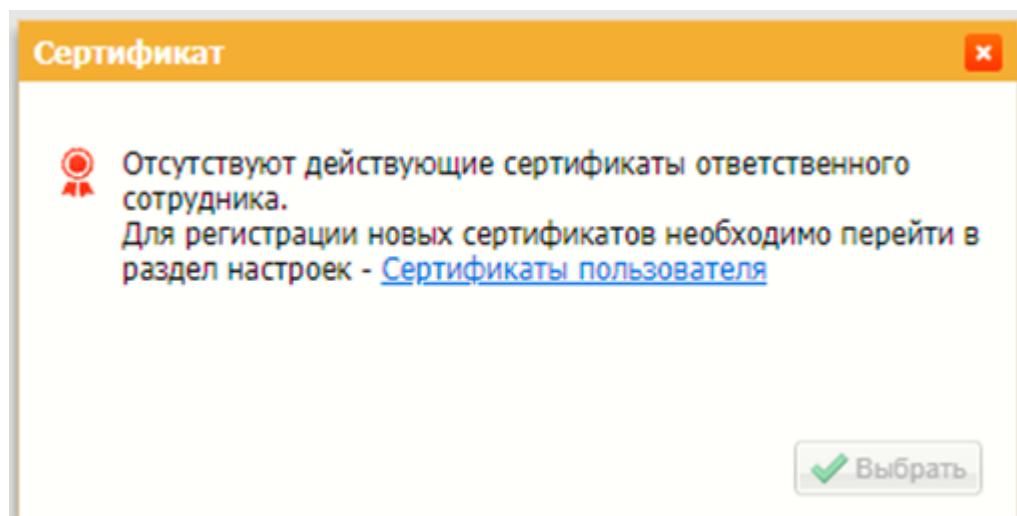 Сертификат
Отсутствуют действующие сертификаты ответственного
сотрудника.
Для регистрации новых сертификатов необходимо перейти в
раздел настроек - Сертификаты пользователя
Выбрать